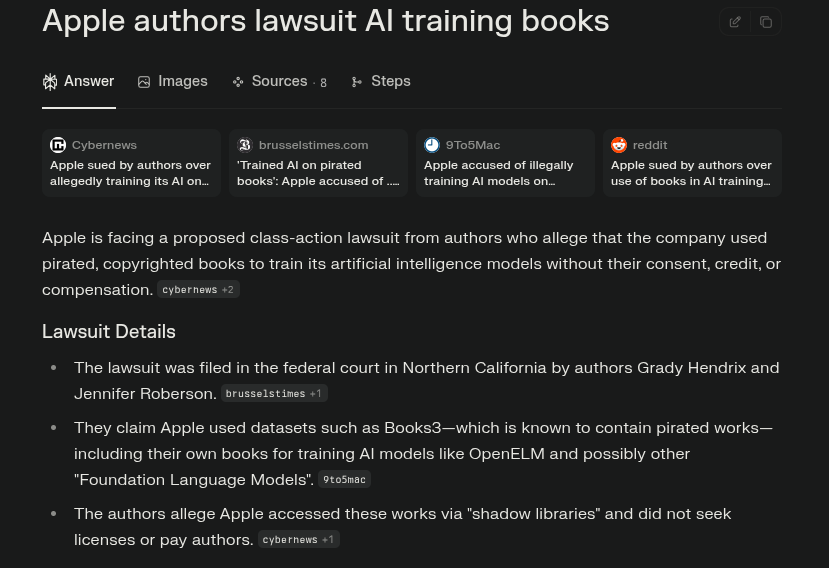 Apple authors lawsuit AI training books
Answer
Images
Sources · 8
Steps
Cybernews
Apple sued by authors over
allegedly training its AI on...
brusselstimes.com
'Trained AI on pirated
books': Apple accused of .....
9To5Mac
Apple accused of illegally
training AI models on...
reddit
Apple sued by authors over
use of books in AI training...
Apple is facing a proposed class-action lawsuit from authors who allege that the company used
pirated, copyrighted books to train its artificial intelligence models without their consent, credit, or
compensation. cybernews +2
Lawsuit Details
• The lawsuit was filed in the federal court in Northern California by authors Grady Hendrix and
Jennifer Roberson. brusselstimes +1
• They claim Apple used datasets such as Books3—which is known to contain pirated works—
including their own books for training AI models like OpenELM and possibly other
"Foundation Language Models". 9to5mac
• The authors allege Apple accessed these works via "shadow libraries" and did not seek
licenses or pay authors. cybernews +1